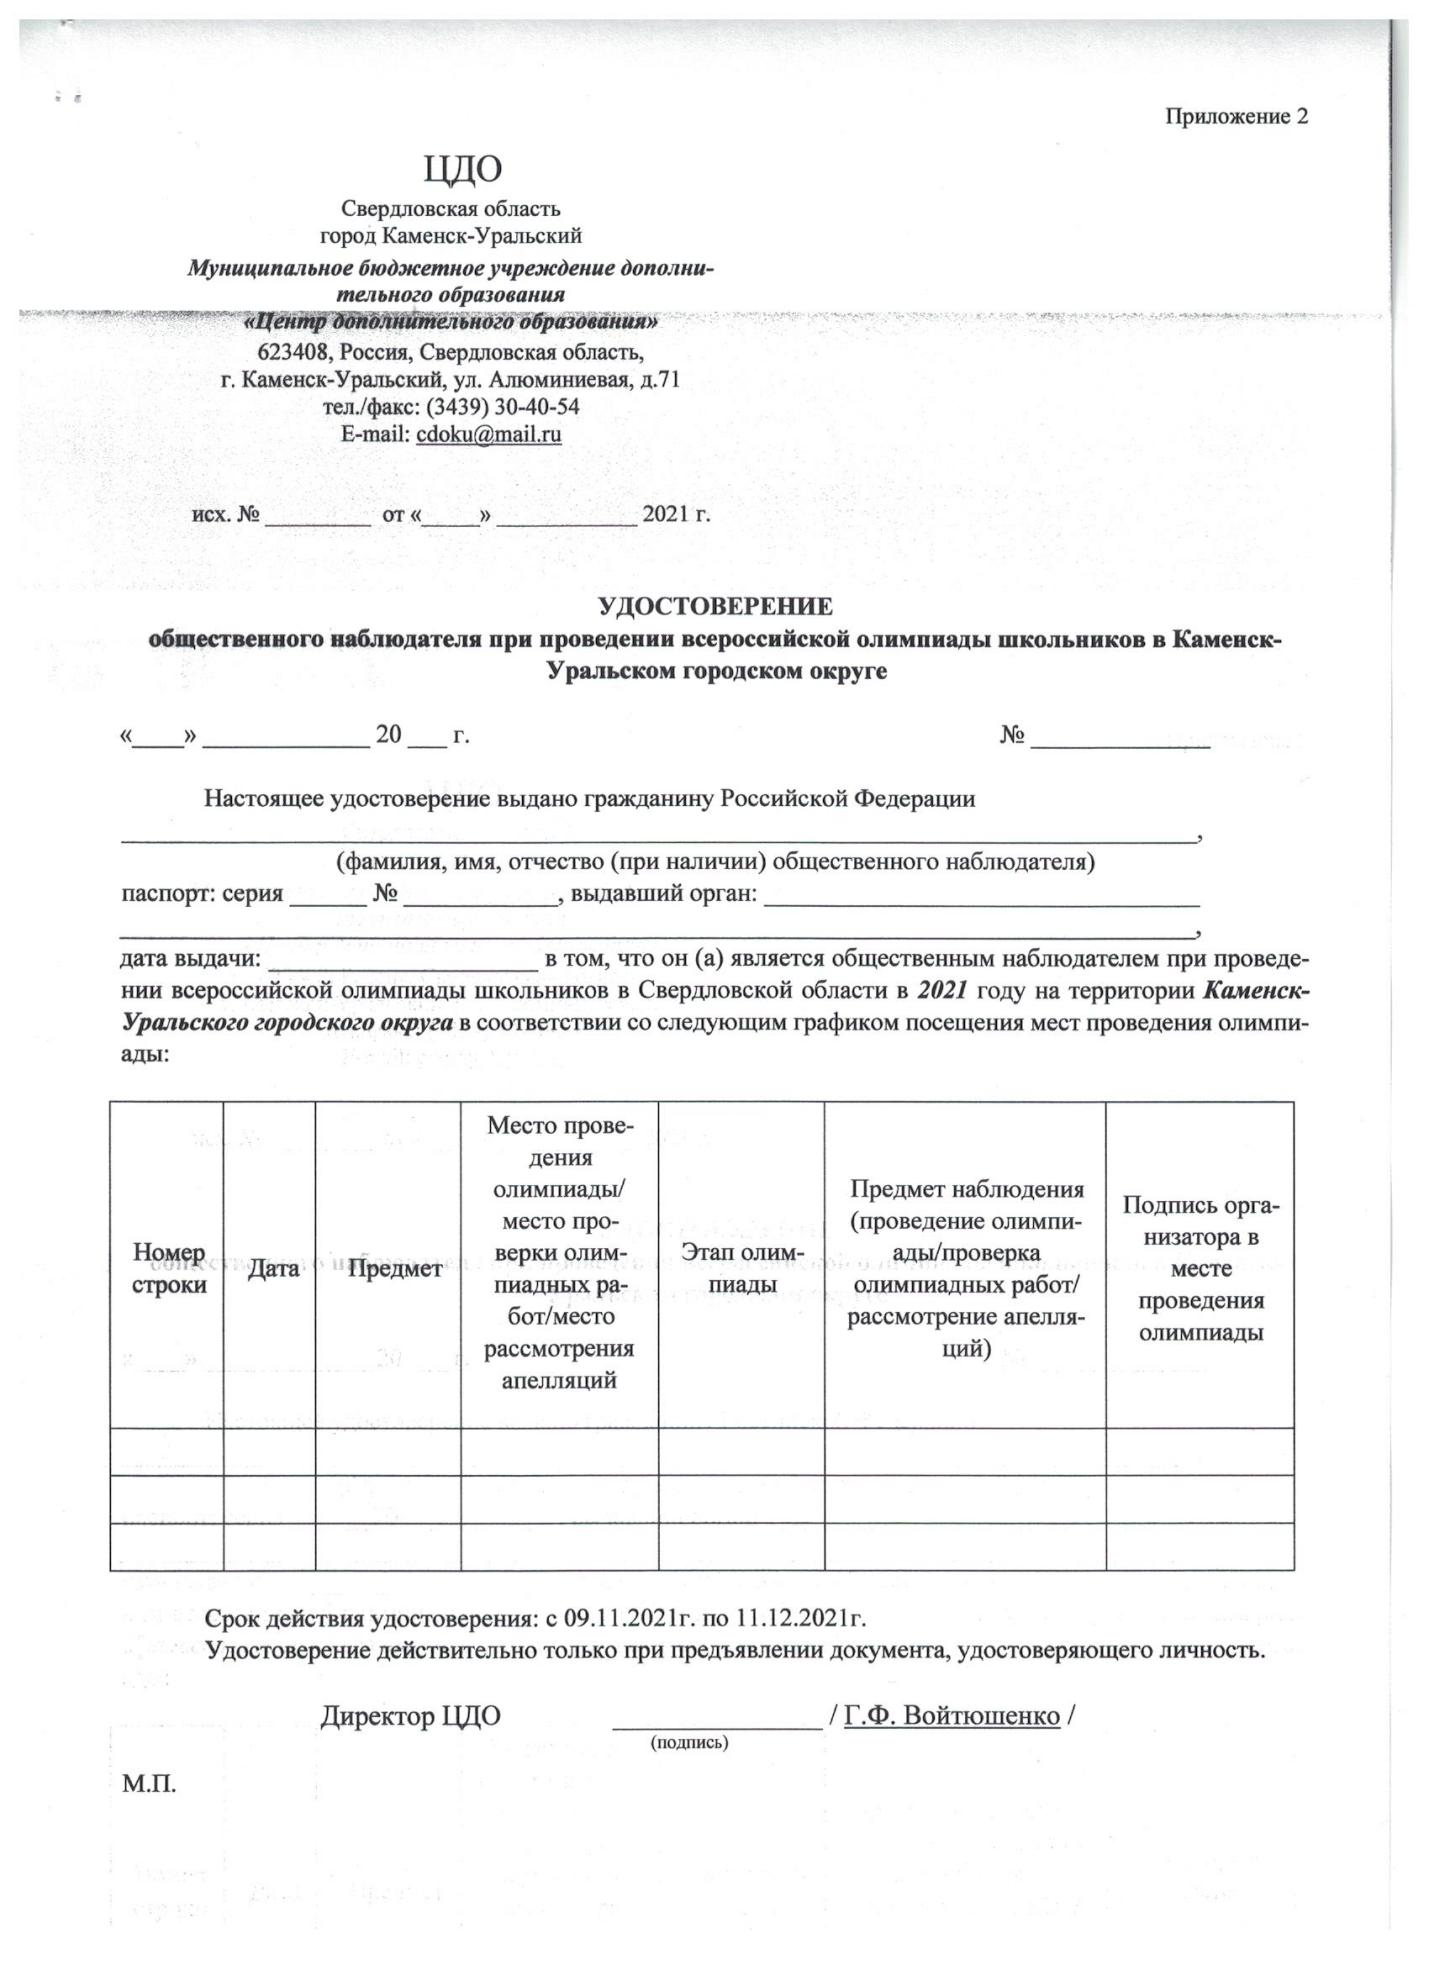 Приложение 2
ЦДО
Свердловская область
город Каменск-Уральский
Муниципальное бюджетное учреждение дополни-
тельного образования
«Центр дополнительного образования»
623408, Россия, Свердловская область,
г. Каменск-Уральский, ул. Алюминиевая, д.71
тел./факс: (3439) 30-40-54
E-mail: cdoku@mail.ru
исх. № _________ от «_____» ____________ 2021 г.
УДОСТОВЕРЕНИЕ
общественного наблюдателя при проведении всероссийской олимпиады школьников в Каменск-
Уральском городском округе
«____» _____________ 20 ___ г. № ______________
Настоящее удостоверение выдано гражданину Российской Федерации
____________________________________________________________________________________,
(фамилия, имя, отчество (при наличии) общественного наблюдателя)
паспорт: серия ______ № ____________, выдавший орган: __________________________________
____________________________________________________________________________________,
дата выдачи: _____________________ в том, что он (а) является общественным наблюдателем при проведе-
нии всероссийской олимпиады школьников в Свердловской области в 2021 году на территории Каменск-
Уральского городского округа в соответствии со следующим графиком посещения мест проведения олимпи-
ады:
Номер
строки
Дата
Предмет
Место прове-
дения
олимпиады/
место про-
верки олим-
пиадных ра-
бот/место
рассмотрения
апелляций
Этап олим-
пиады
Предмет наблюдения
(проведение олимпи-
ады/проверка
олимпиадных работ/
рассмотрение апелля-
ций)
Подпись орга-
низатора в
месте
проведения
олимпиады
Срок действия удостоверения: с 09.11.2021г. по 11.12.2021г.
Удостоверение действительно только при предъявлении документа, удостоверяющего личность.
Директор ЦДО ________________ / Г.Ф. Войтюшенко /
(подпись)
М.П.